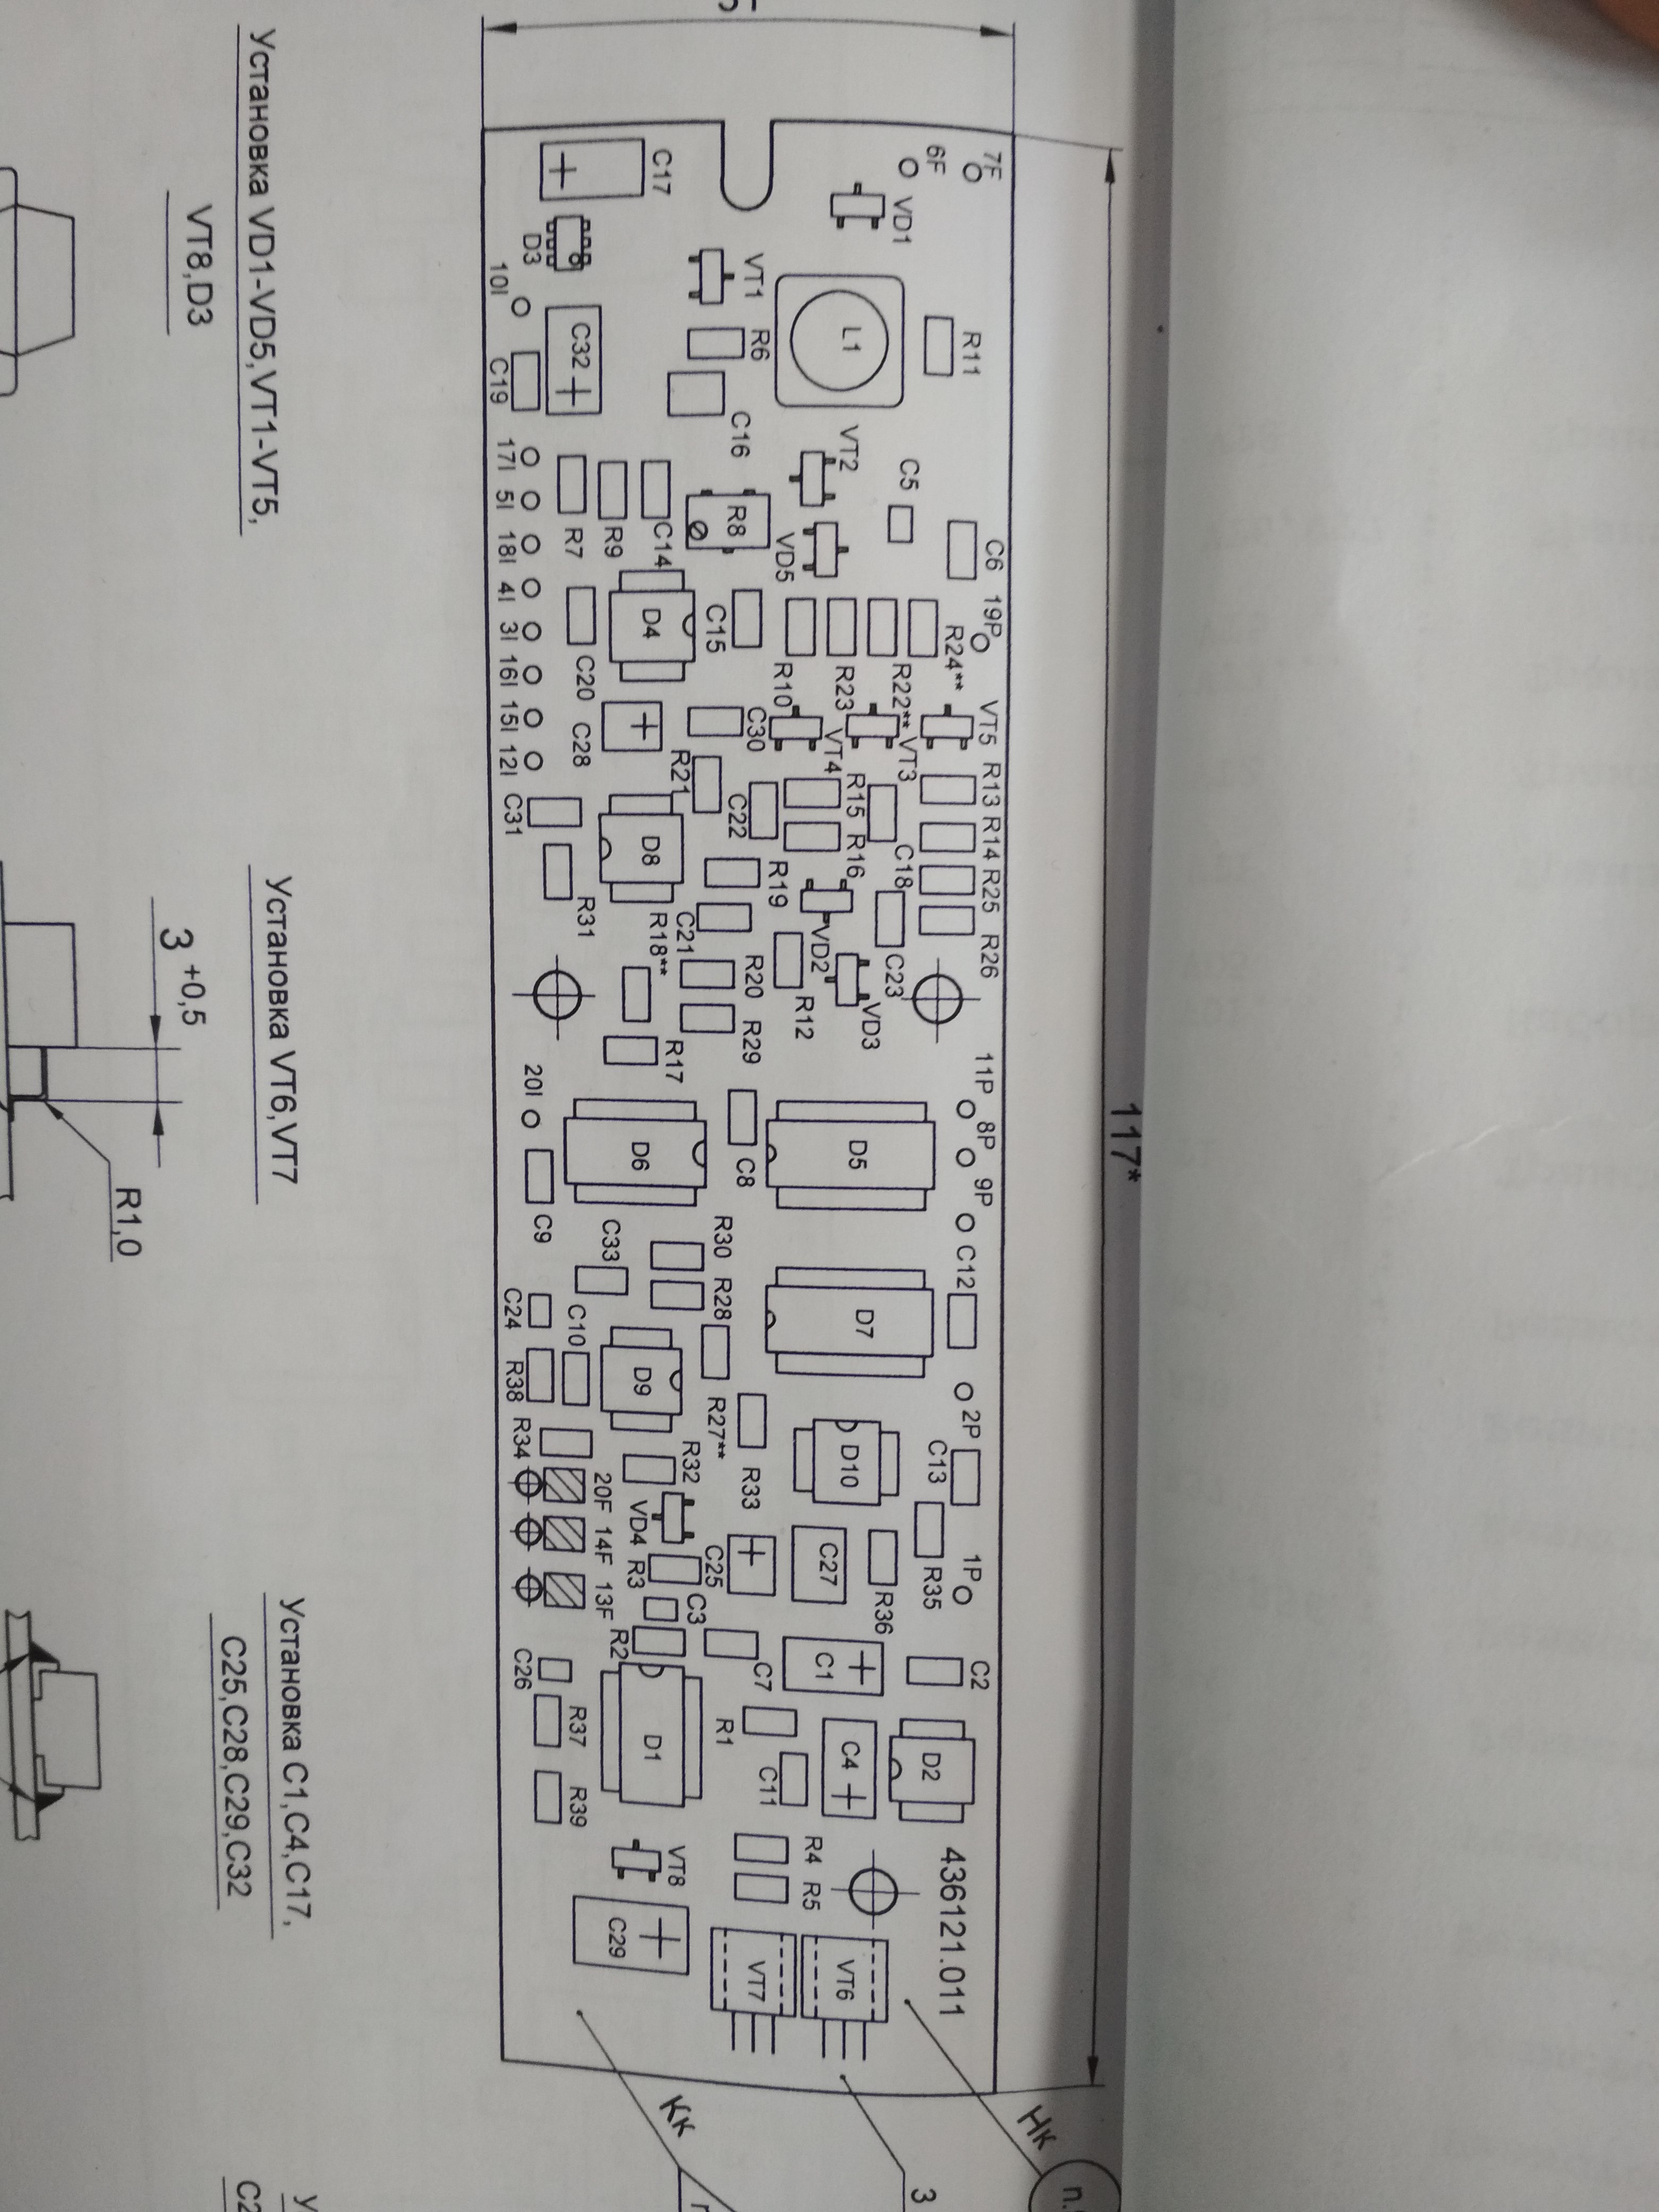 117*
7F
6F
VD1
R11
C6
19P
R24**
VT5
R13
R14
R25
R26
11P
8P
9P
C12
2P
C13
1P
R35
C2
436121.011
L1
VT2
C5
VD5
R10
R23
R22**
VT3
VT4
R15
R16
C18
VD2
C23
VD3
R12
D5
D7
D10
C27
R36
C1
C4
D2
R4
R5
VT6
VT7
C17
VT1
R6
C16
R8
C14
C15
C30
R21
C22
R19
C21
R20
R29
C8
R30
R28
R27**
R33
R32
C25
C3
C7
R1
C11
VT8
D3
10I
C32
C19
R9
R7
D4
C20
C28
D8
R18**
R31
R17
D6
C33
C10
D9
20F
14F
13F
VD4
R3
R2
D1
R37
R39
C29
17I
5I
18I
4I
3I
16I
15I
12I
C31
20I
C9
C24
R38
R34
C26
Нк
КК
3
Установка VD1-VD5,VT1-VT5,
VT8,D3
Установка VT6,VT7
3 +0,5
R1,0
Установка C1,C4,C17,
C25,C28,C29,C32